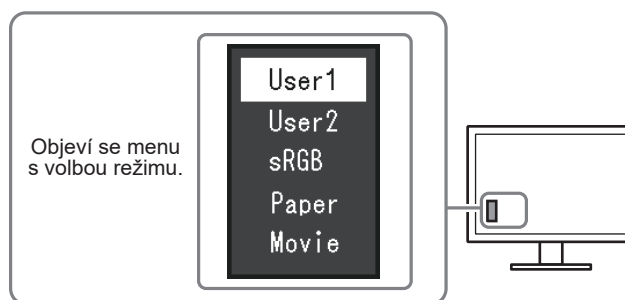 Objeví se menu
s volbou režimu.
User1
User2
sRGB
Paper
Movie